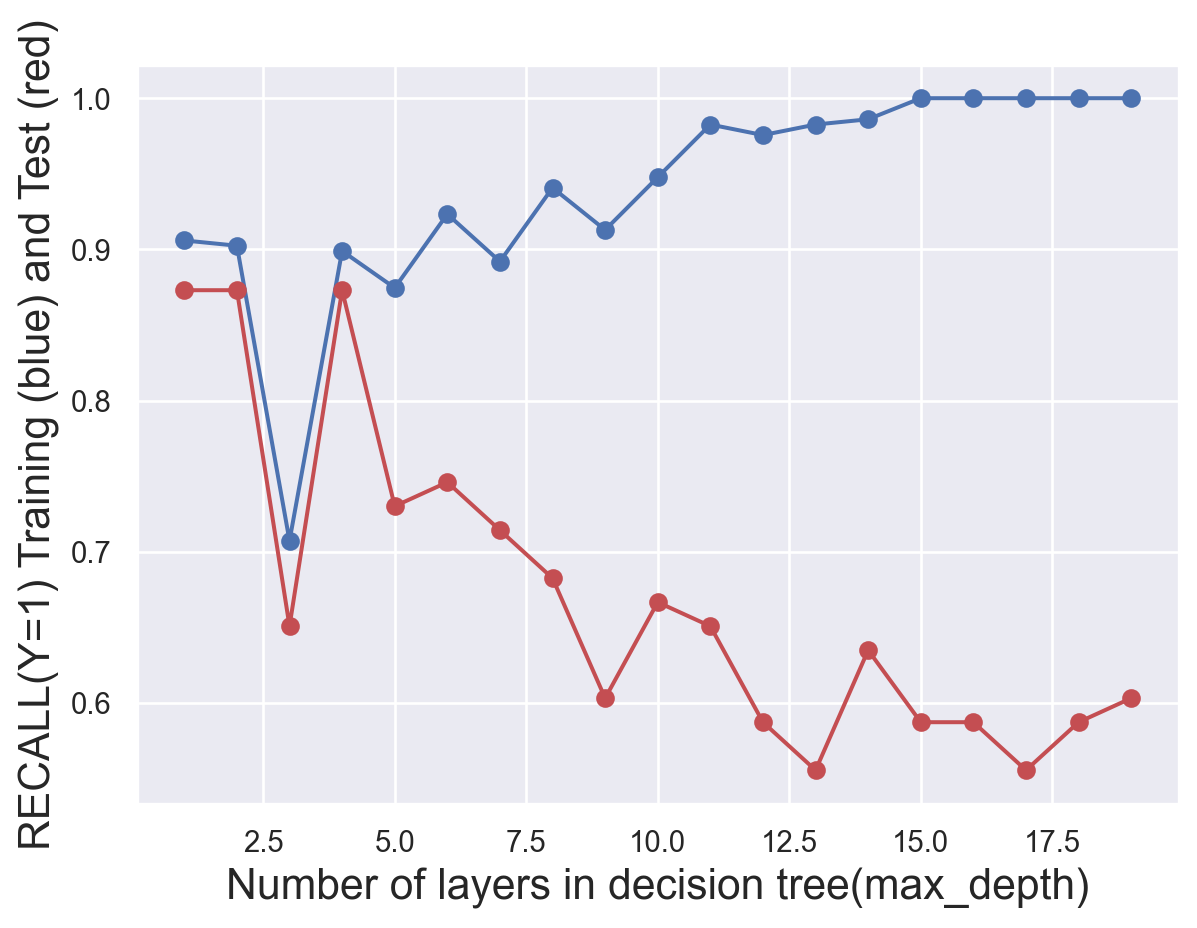 RECALL(Y=1) Training (blue) and Test (red)
1.0
0.9
0.8
0.7
0.6
2.5 5.0 7.5 10.0 12.5 15.0 17.5
Number of layers in decision tree(max_depth)